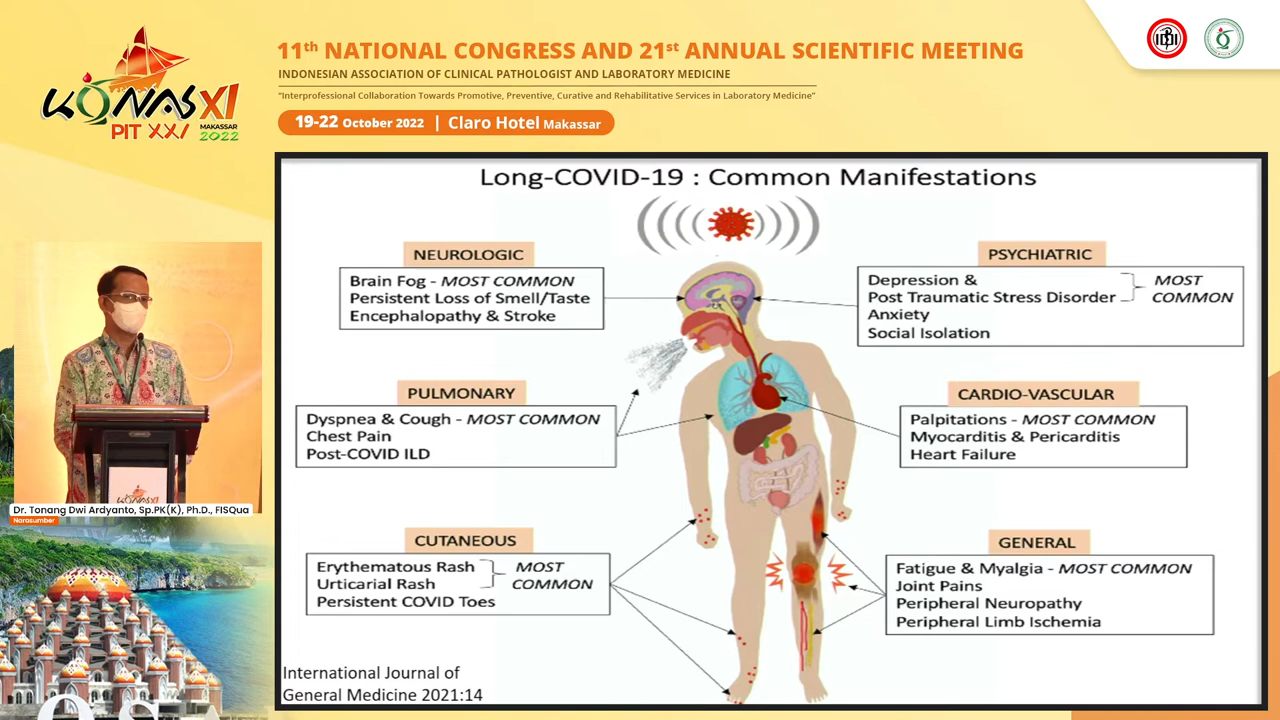 KONAS XI
PIT XXI
MAKASSAR
2022
11th NATIONAL CONGRESS AND 21st ANNUAL SCIENTIFIC MEETING
INDONESIAN ASSOCIATION OF CLINICAL PATHOLOGIST AND LABORATORY MEDICINE
"Interprofessional Collaboration Towards Promotive, Preventive, Curative and Rehabilitative Services in Laboratory Medicine"
19-22 October 2022 | Claro Hotel Makassar
IDI
Long-COVID-19 : Common Manifestations
NEUROLOGIC
Brain Fog - MOST COMMON
Persistent Loss of Smell/Taste
Encephalopathy & Stroke
PSYCHIATRIC
Depression & MOST
Post Traumatic Stress Disorder COMMON
Anxiety
Social Isolation
PULMONARY
Dyspnea & Cough - MOST COMMON
Chest Pain
Post-COVID ILD
CARDIO-VASCULAR
Palpitations - MOST COMMON
Myocarditis & Pericarditis
Heart Failure
CUTANEOUS
Erythematous Rash MOST
Urticarial Rash COMMON
Persistent COVID Toes
GENERAL
Fatigue & Myalgia - MOST COMMON
Joint Pains
Peripheral Neuropathy
Peripheral Limb Ischemia
International Journal of
General Medicine 2021:14
KONAS XI
Dr. Tonang Dwi Ardyanto, Sp.PK(K), Ph.D., FISQua
Narasumber